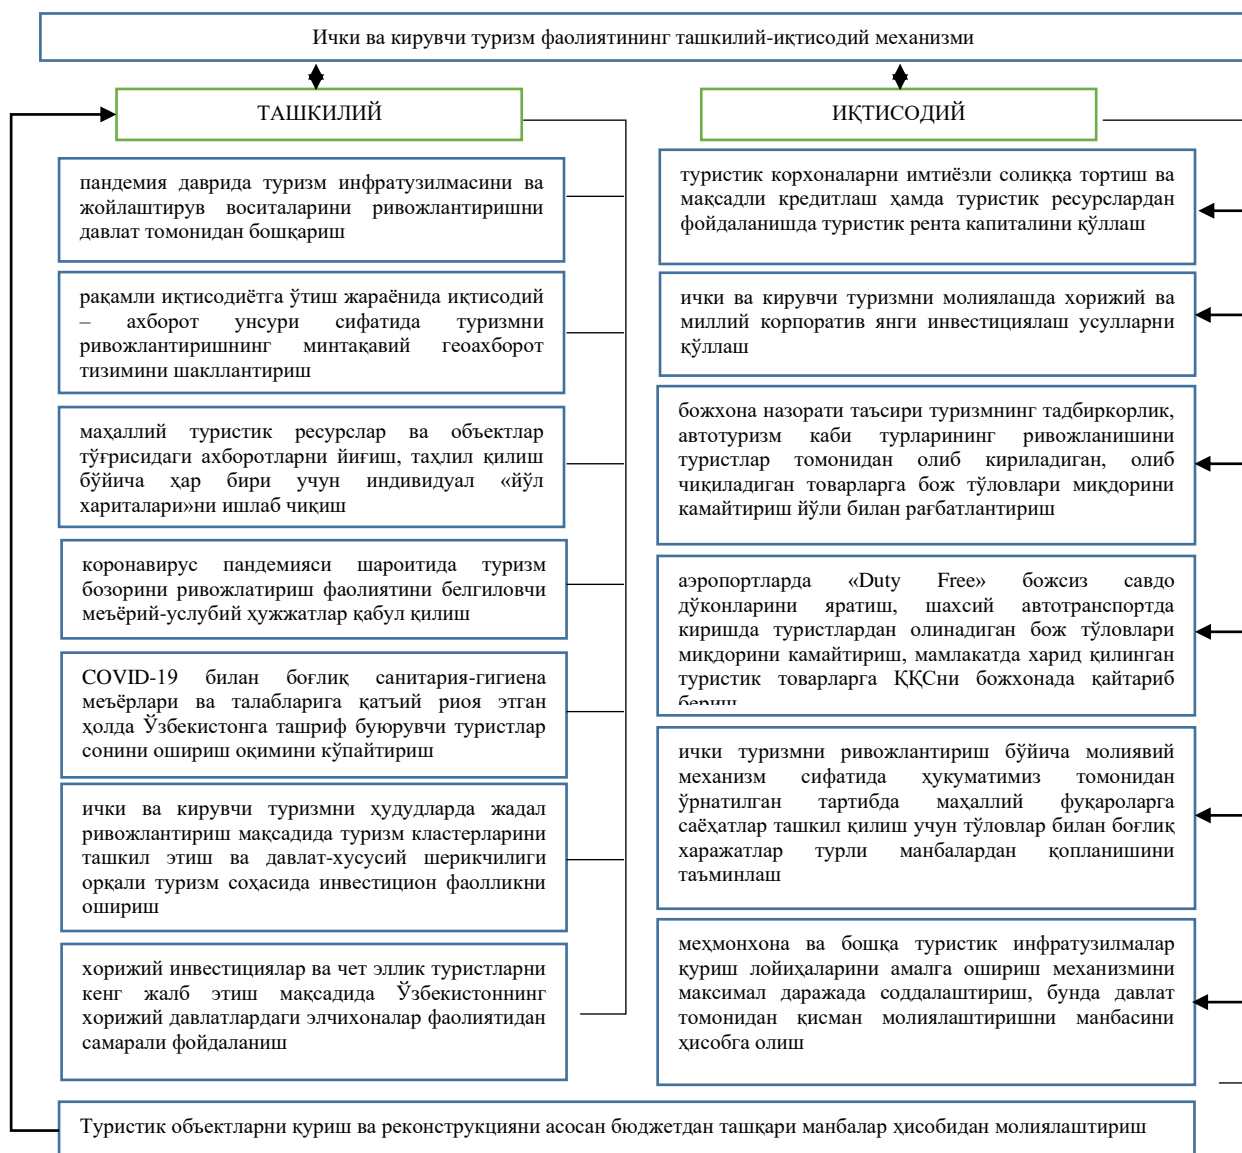 Ички ва кирувчи туризм фаолиятининг ташкилий-иқтисодий механизми
ТАШКИЛИЙ
пандемия даврида туризм инфратузилмасини ва
жойлаштирув воситаларини ривожлантиришни
давлат томонидан бошқариш
рақамли иқтисодиётга ўтиш жараёнида иқтисодий
– ахборот унсури сифатида туризмни
ривожлантиришнинг минтақавий геоахборот
тизимини шакллантириш
маҳаллий туристик ресурслар ва объектлар
тўғрисидаги ахборотларни йиғиш, таҳлил қилиш
бўйича ҳар бири учун индивидуал «йўл
хариталари»ни ишлаб чиқиш
коронавирус пандемияси шароитида туризм
бозорини ривожлатириш фаолиятини белгиловчи
меъёрий-услубий ҳужжатлар қабул қилиш
COVID-19 билан боғлиқ санитария-гигиена
меъёрлари ва талабларига қатъий риоя этган
ҳолда Ўзбекистонга ташриф буюрувчи туристлар
сонини ошириш оқимини кўпайтириш
ички ва кирувчи туризмни ҳудудларда жадал
ривожлантириш мақсадида туризм кластерларини
ташкил этиш ва давлат-хусусий шерикчилиги
орқали туризм соҳасида инвестицион фаолликни
ошириш
хорижий инвестициялар ва чет эллик туристларни
кенг жалб этиш мақсадида Ўзбекистоннинг
хорижий давлатлардаги элчихоналар фаолиятидан
самарали фойдаланиш
ИҚТИСОДИЙ
туристик корхоналарни имтиёзли солиққа тортиш ва
мақсадли кредитлаш ҳамда туристик ресурслардан
фойдаланишда туристик рента капиталини қўллаш
ички ва кирувчи туризмни молиялашда хорижий ва
миллий корпоратив янги инвестициялаш усулларни
қўллаш
божхона назорати таъсири туризмнинг тадбиркорлик,
автотуризм каби турларининг ривожланишини
туристлар томонидан олиб кириладиган, олиб
чиқиладиган товарларга бож тўловлари миқдорини
камайтириш йўли билан рағбатлантириш
аэропортларда «Duty Free» божсиз савдо
дўконларини яратиш, шахсий автотранспортда
киришда туристлардан олинадиган бож тўловлари
миқдорини камайтириш, мамлакатда харид қилинган
туристик товарларга ҚҚСни божхонада қайтариб
бериш
ички туризмни ривожлантириш бўйича молиявий
механизм сифатида ҳукуматимиз томонидан
ўрнатилган тартибда маҳаллий фуқароларга
саёҳатлар ташкил қилиш учун тўловлар билан боғлиқ
харажатлар турли манбалардан қопланишини
таъминлаш
меҳмонхона ва бошқа туристик инфратузилмалар
қуриш лойиҳаларини амалга ошириш механизмини
максимал даражада соддалаштириш, бунда давлат
томонидан қисман молиялаштиришни манбасини
ҳисобга олиш
Туристик объектларни қуриш ва реконструкцияни асосан бюджетдан ташқари манбалар ҳисобидан молиялаштириш